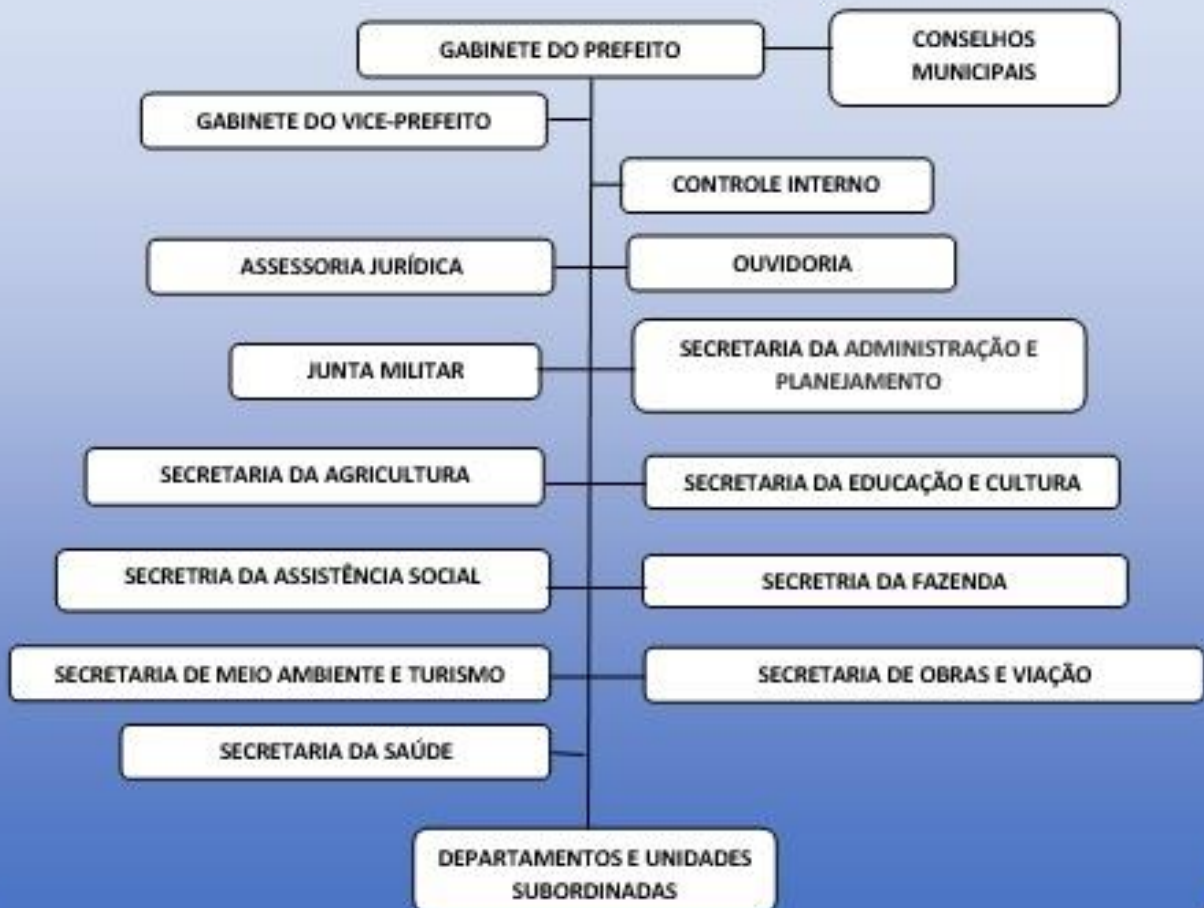 GABINETE DO PREFEITO
CONSELHOS
MUNICIPAIS
GABINETE DO VICE-PREFEITO
CONTROLE INTERNO
ASSESSORIA JURÍDICA
OUVIDORIA
JUNTA MILITAR
SECRETARIA DA ADMINISTRAÇÃO E
PLANEJAMENTO
SECRETARIA DA AGRICULTURA
SECRETARIA DA EDUCAÇÃO E CULTURA
SECRETRIA DA ASSISTÊNCIA SOCIAL
SECRETRIA DA FAZENDA
SECRETARIA DE MEIO AMBIENTE E TURISMO
SECRETARIA DE OBRAS E VIAÇÃO
SECRETARIA DA SAÚDE
DEPARTAMENTOS E UNIDADES
SUBORDINADAS